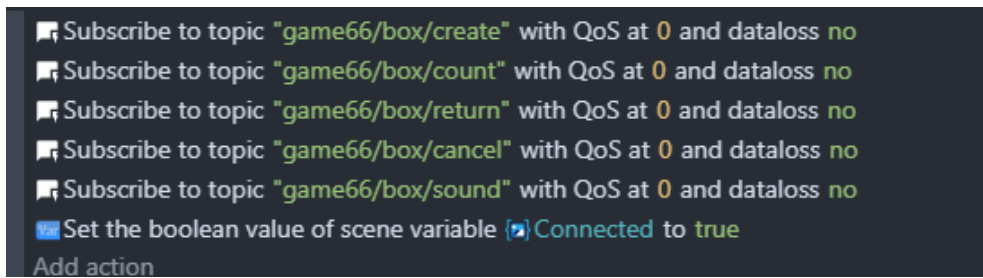 Subscribe to topic "game66/box/create" with QoS at 0 and dataloss no
Subscribe to topic "game66/box/count" with QoS at 0 and dataloss no
Subscribe to topic "game66/box/return" with QoS at 0 and dataloss no
Subscribe to topic "game66/box/cancel" with QoS at 0 and dataloss no
Subscribe to topic "game66/box/sound" with QoS at 0 and dataloss no
Var Set the boolean value of scene variable Connected to true
Add action